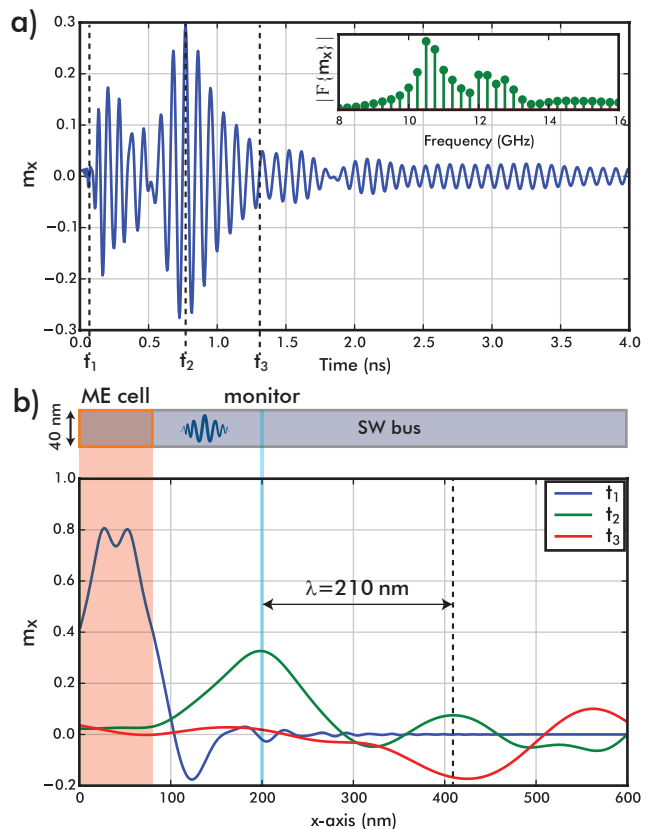 a)
0.3
0.2
0.1
0.0
−0.1
−0.2
−0.3
mx
|F{mx}|
8 10 12 14 16
Frequency (GHz)
0.0 0.5 1.0 1.5 2.0 2.5 3.0 3.5 4.0
t1 t2 t3 Time (ns)
b) ME cell monitor
40 nm
SW bus
1.0
0.8
0.6
0.4
0.2
0.0
−0.2
mx
t1
t2
t3
λ=210 nm
0 100 200 300 400 500 600
x-axis (nm)